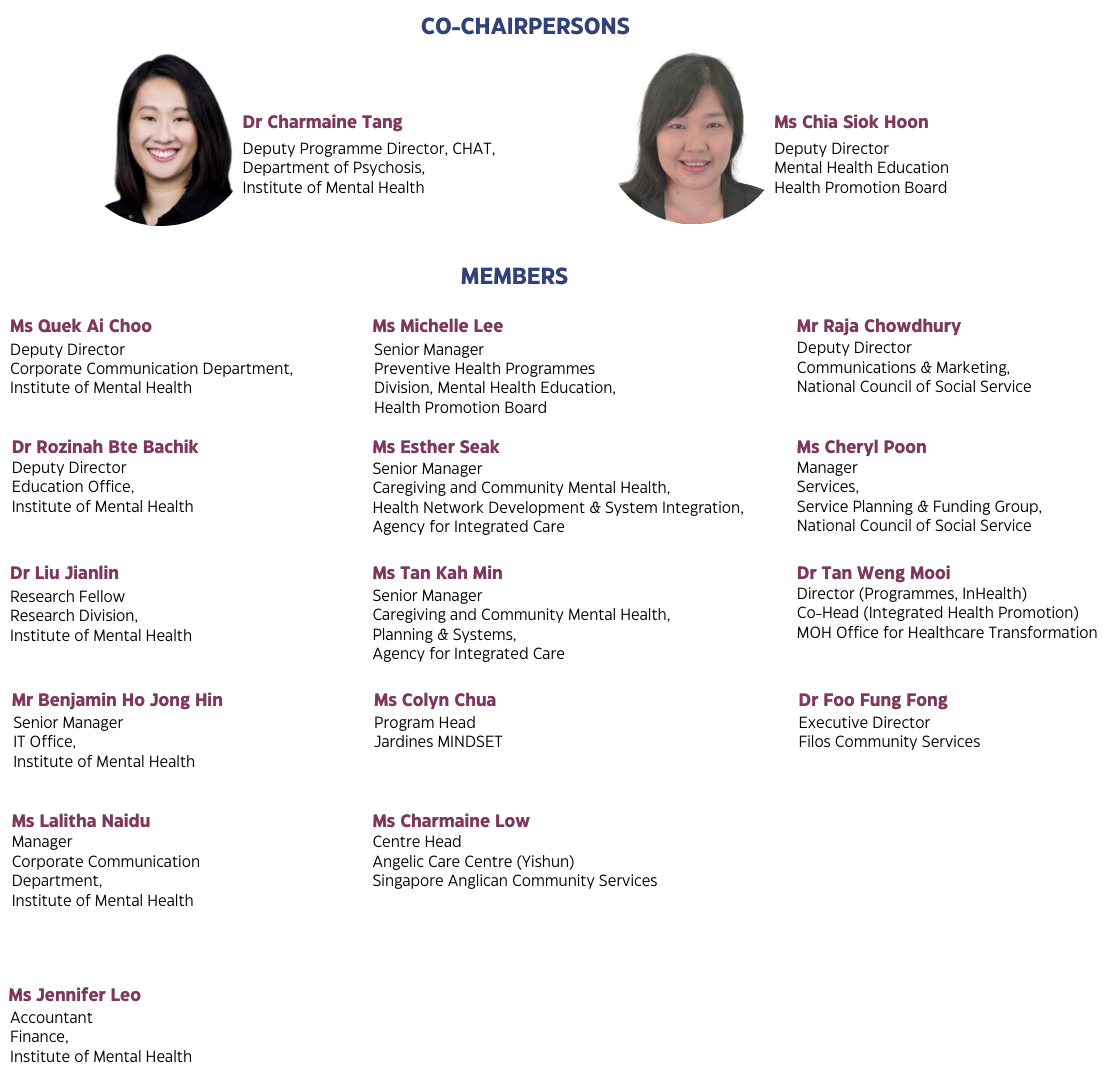 CO-CHAIRPERSONS
Dr Charmaine Tang
Deputy Programme Director, CHAT,
Department of Psychosis,
Institute of Mental Health
Ms Chia Siok Hoon
Deputy Director
Mental Health Education
Health Promotion Board
MEMBERS
Ms Quek Ai Choo
Deputy Director
Corporate Communication Department,
Institute of Mental Health
Ms Michelle Lee
Senior Manager
Preventive Health Programmes
Division, Mental Health Education,
Health Promotion Board
Mr Raja Chowdhury
Deputy Director
Communications & Marketing,
National Council of Social Service
Dr Rozinah Bte Bachik
Deputy Director
Education Office,
Institute of Mental Health
Ms Esther Seak
Senior Manager
Caregiving and Community Mental Health,
Health Network Development & System Integration,
Agency for Integrated Care
Ms Cheryl Poon
Manager
Services,
Service Planning & Funding Group,
National Council of Social Service
Dr Liu Jianlin
Research Fellow
Research Division,
Institute of Mental Health
Ms Tan Kah Min
Senior Manager
Caregiving and Community Mental Health,
Planning & Systems,
Agency for Integrated Care
Dr Tan Weng Mooi
Director (Programmes, InHealth)
Co-Head (Integrated Health Promotion)
MOH Office for Healthcare Transformation
Mr Benjamin Ho Jong Hin
Senior Manager
IT Office,
Institute of Mental Health
Ms Colyn Chua
Program Head
Jardines MINDSET
Dr Foo Fung Fong
Executive Director
Filos Community Services
Ms Lalitha Naidu
Manager
Corporate Communication
Department,
Institute of Mental Health
Ms Charmaine Low
Centre Head
Angelic Care Centre (Yishun)
Singapore Anglican Community Services
Ms Jennifer Leo
Accountant
Finance,
Institute of Mental Health